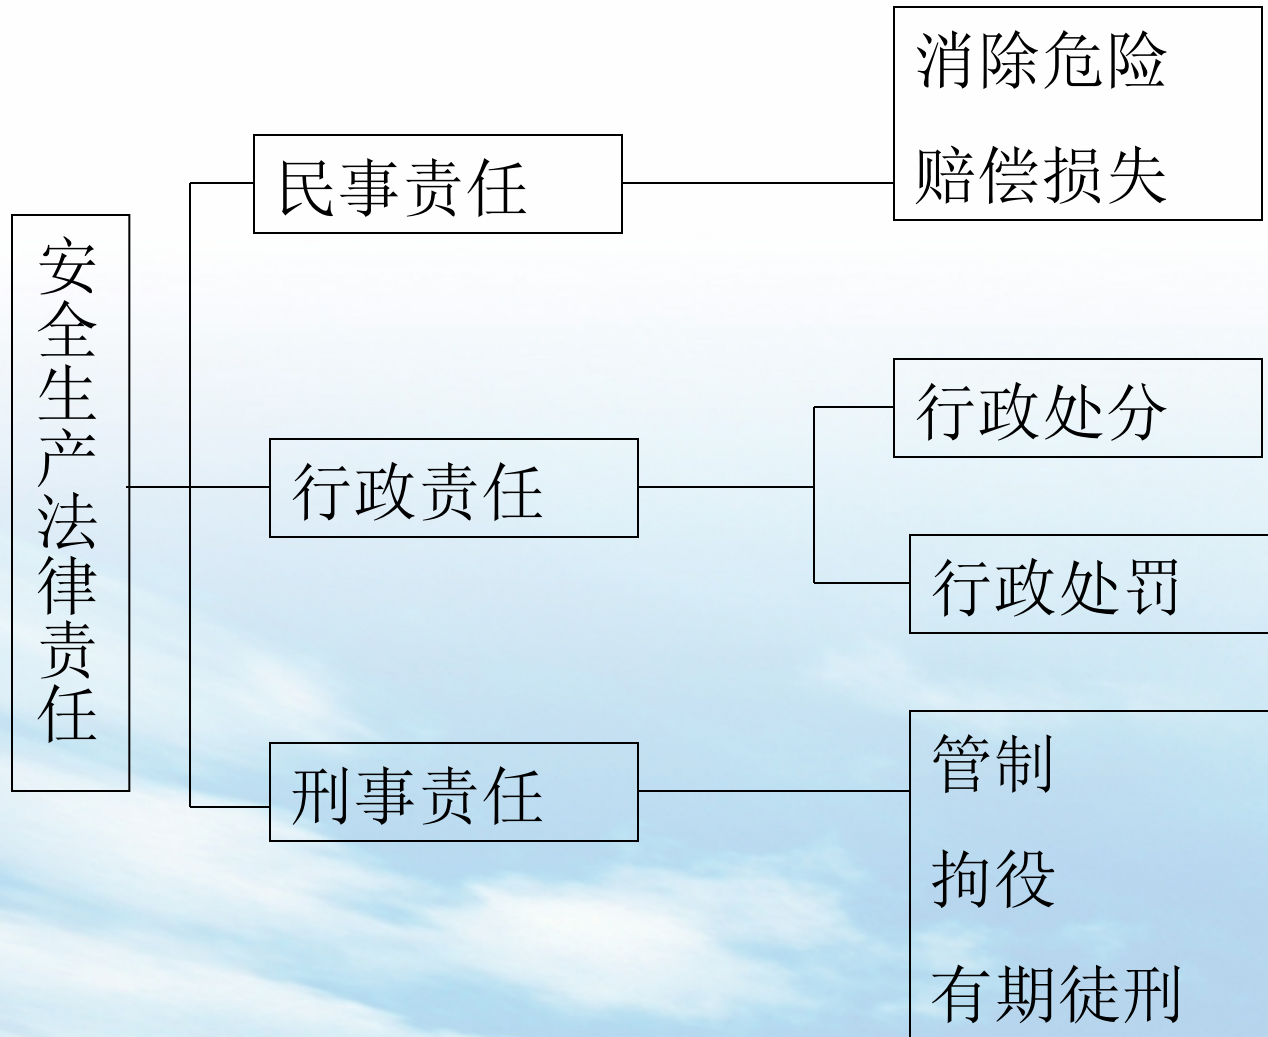 安全生产法律责任
民事责任
消除危险
赔偿损失
行政责任
行政处分
行政处罚
刑事责任
管制
拘役
有期徒刑